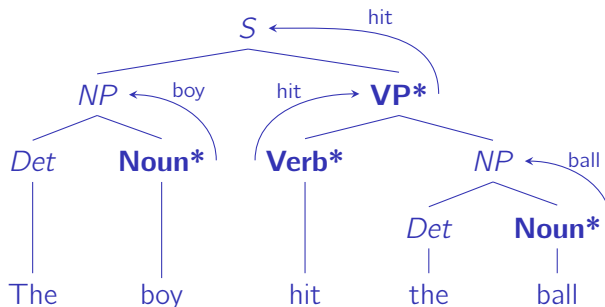 hit
S
NP boy hit VP*
Det Noun* Verb* NP ball
Det Noun*
The boy hit the ball